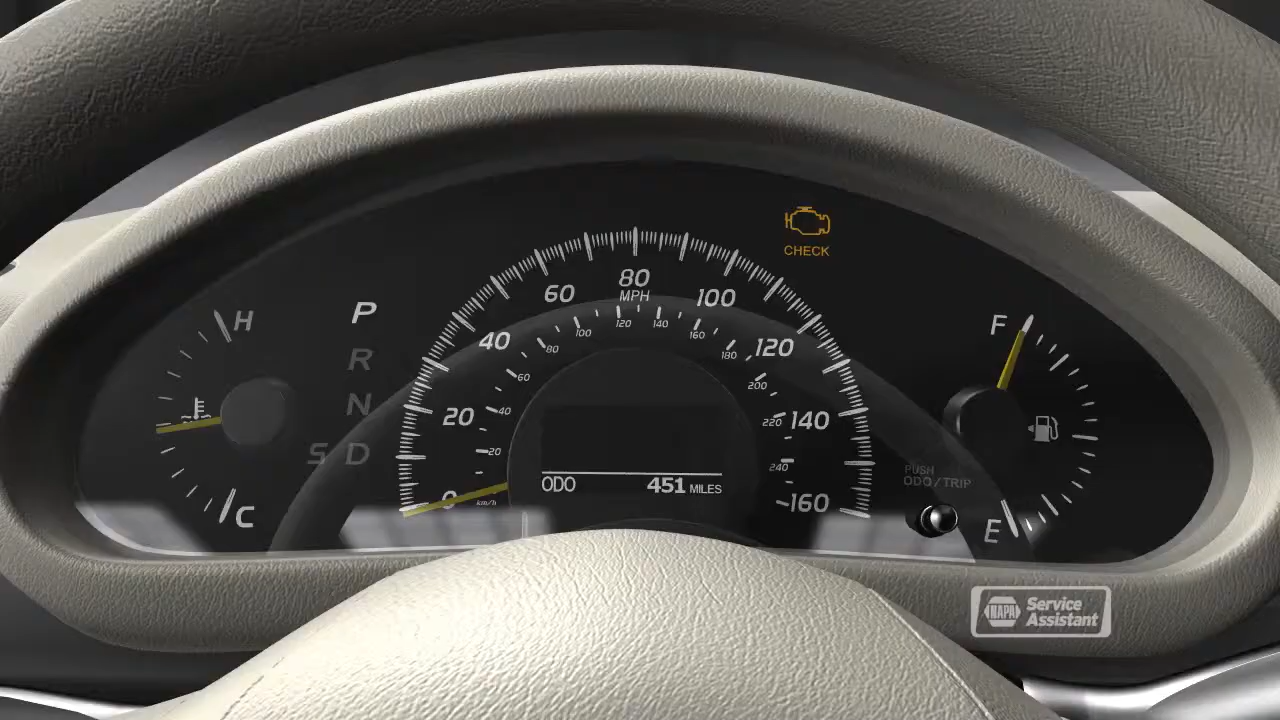 CHECK
80
MPH
60
100
120
140
H
P
F
100
160
40
80
180
120
R
60
200
N
20
40
220
140
S D
20
240
PUSH
ODO/TRIP
ODO
451 MILES
0
km/h
160
C
E
NAPA
Service
Assistant